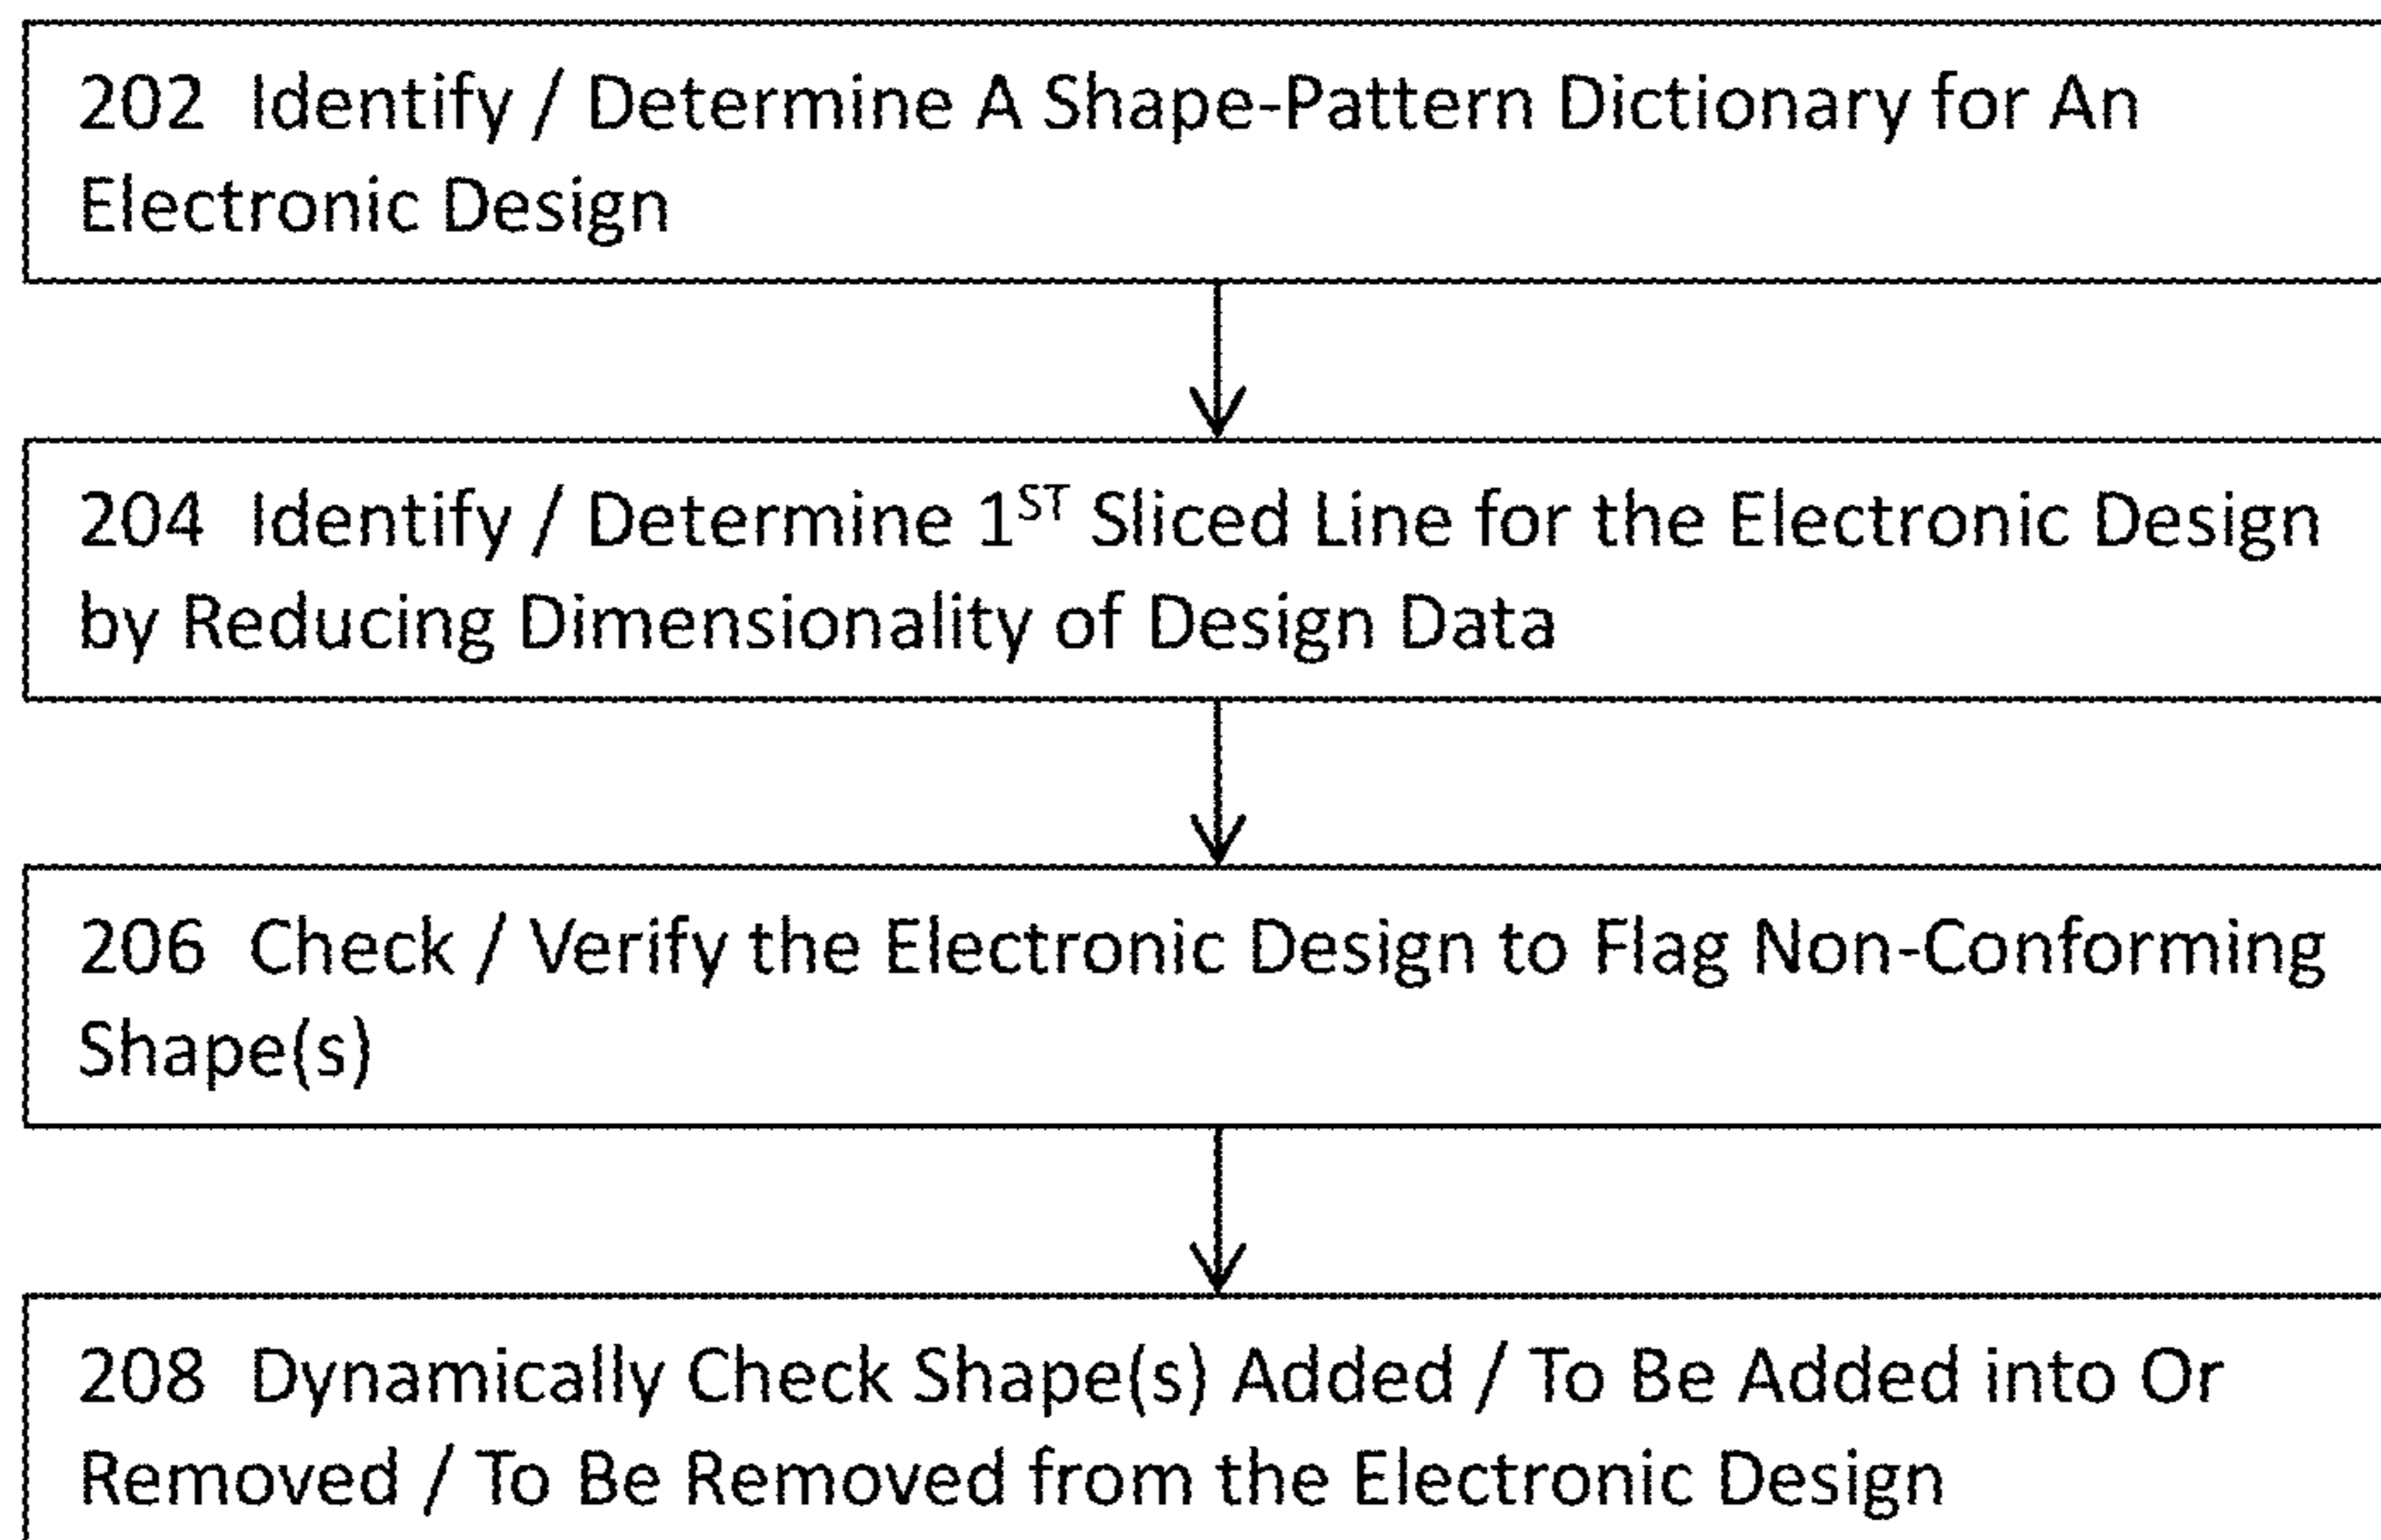 202 Identify / Determine A Shape-Pattern Dictionary for An
Electronic Design
204 Identify / Determine 1ST Sliced Line for the Electronic Design
by Reducing Dimensionality of Design Data
206 Check / Verify the Electronic Design to Flag Non-Conforming
Shape(s)
208 Dynamically Check Shape(s) Added / To Be Added into Or
Removed / To Be Removed from the Electronic Design